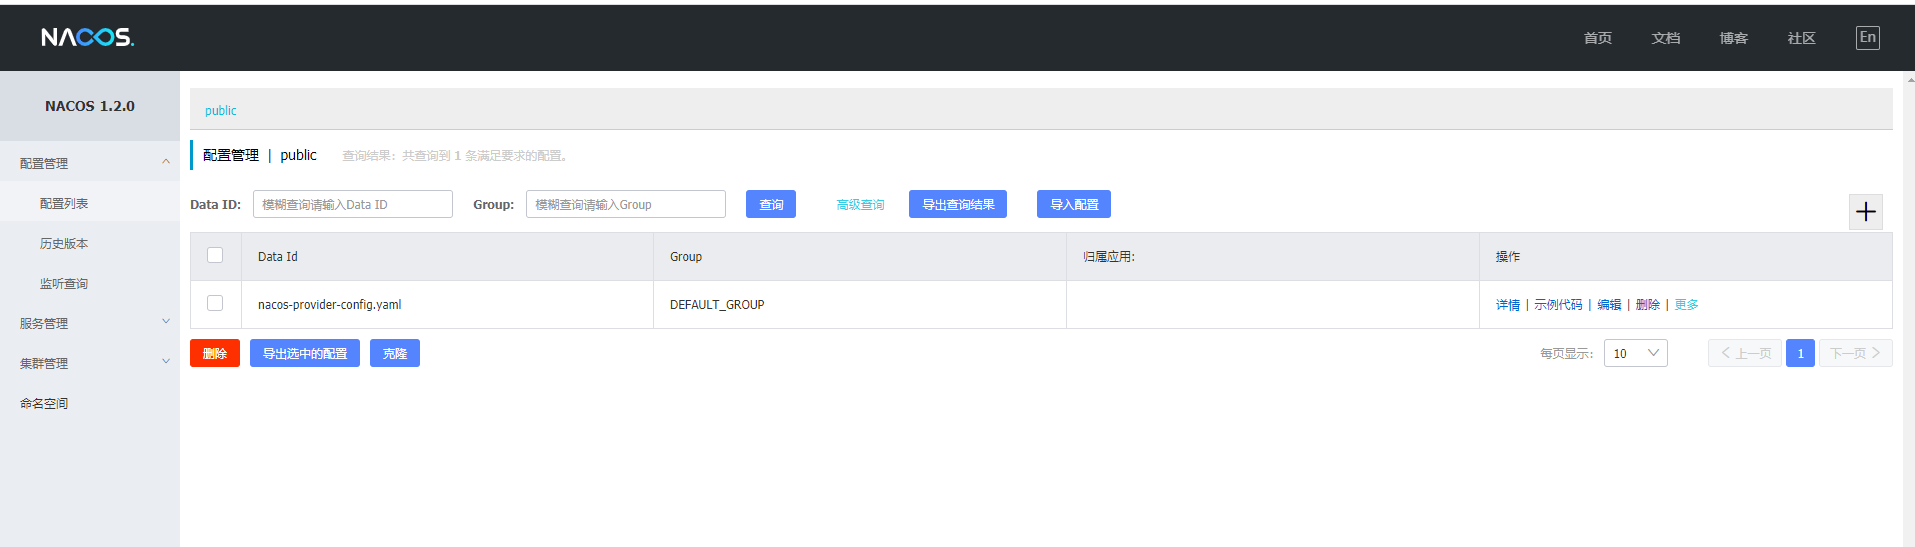 NACOS.
首页 文档 博客 社区 En
NACOS 1.2.0
配置管理
配置列表
历史版本
监听查询
服务管理
集群管理
命名空间
public
配置管理 | public 查询结果：共查询到 1 条满足要求的配置。
Data ID: 模糊查询请输入Data ID Group: 模糊查询请输入Group 查询 高级查询 导出查询结果 导入配置
Data Id Group 归属应用: 操作
nacos-provider-config.yaml DEFAULT_GROUP 详情 | 示例代码 | 编辑 | 删除 | 更多
删除 导出选中的配置 克隆 每页显示: 10 上一页 1 下一页